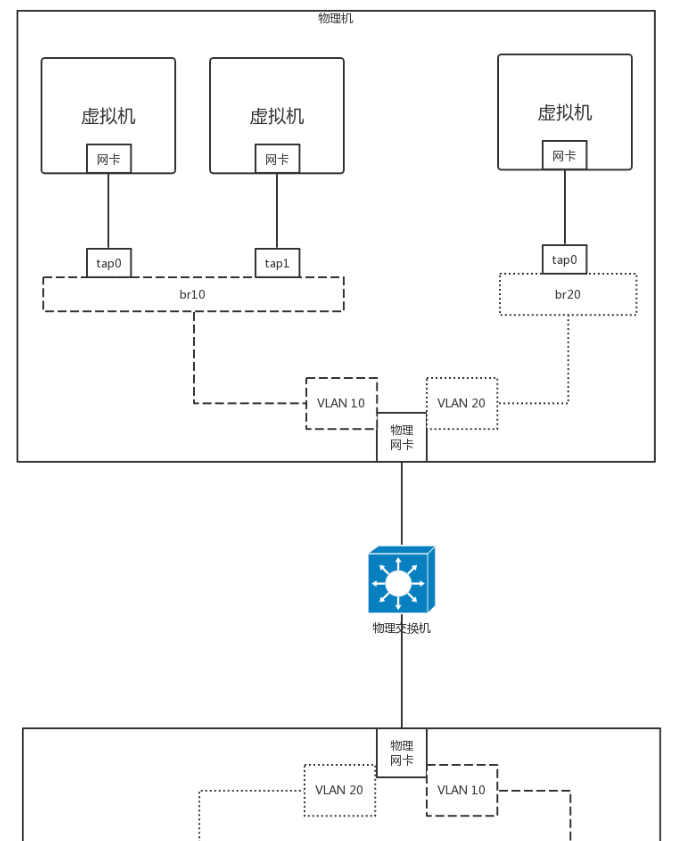 物理机
虚拟机
虚拟机
虚拟机
网卡
网卡
网卡
tap0
tap1
tap0
br10
br20
VLAN 10
VLAN 20
物理
网卡
物理交换机
物理
网卡
VLAN 20
VLAN 10